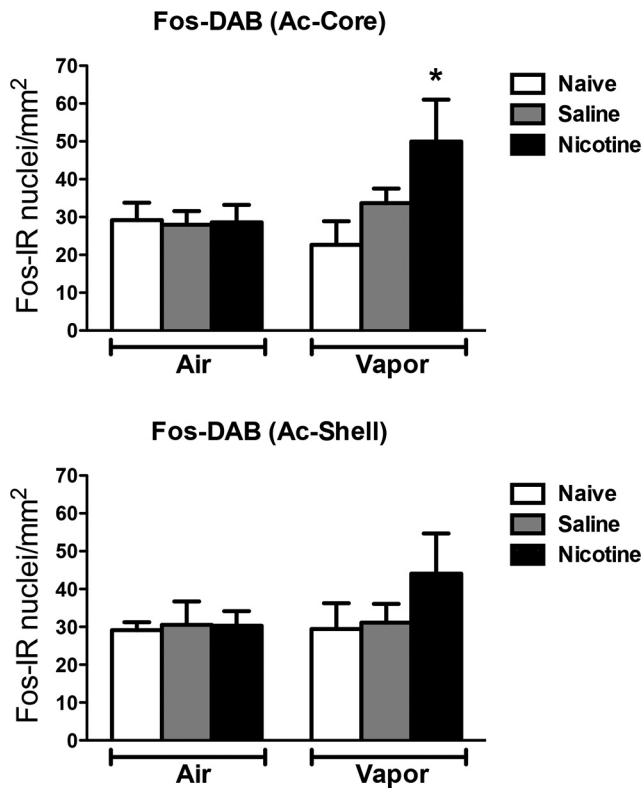 Fos-DAB (Ac-Core)
Fos-IR nuclei/mm²
70
60
50
40
30
20
10
0
*
Naive
Saline
Nicotine
Air
Vapor
Fos-DAB (Ac-Shell)
Fos-IR nuclei/mm²
70
60
50
40
30
20
10
0
Naive
Saline
Nicotine
Air
Vapor